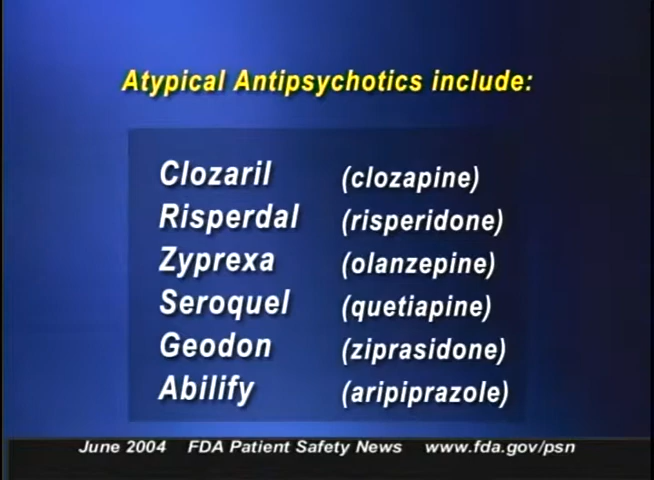 Atypical Antipsychotics include:
Clozaril (clozapine)
Risperdal (risperidone)
Zyprexa (olanzepine)
Seroquel (quetiapine)
Geodon (ziprasidone)
Abilify (aripiprazole)
June 2004 FDA Patient Safety News www.fda.gov/psn